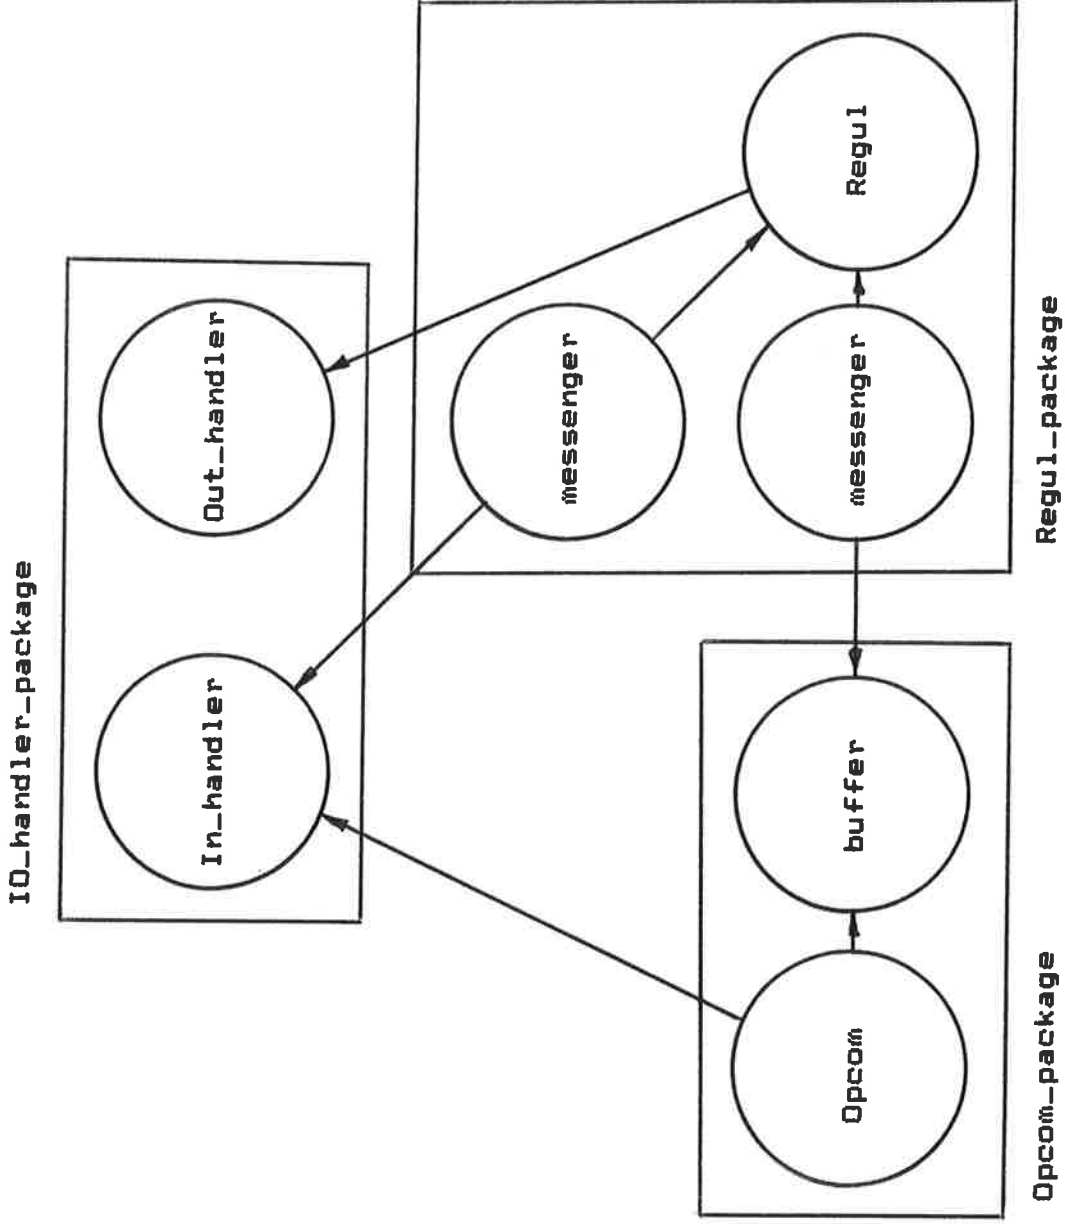 IO_handler_package
In_handler
Out_handler
messenger
Opcom
buffer
messenger
Regul
Opcom_package
Regul_package